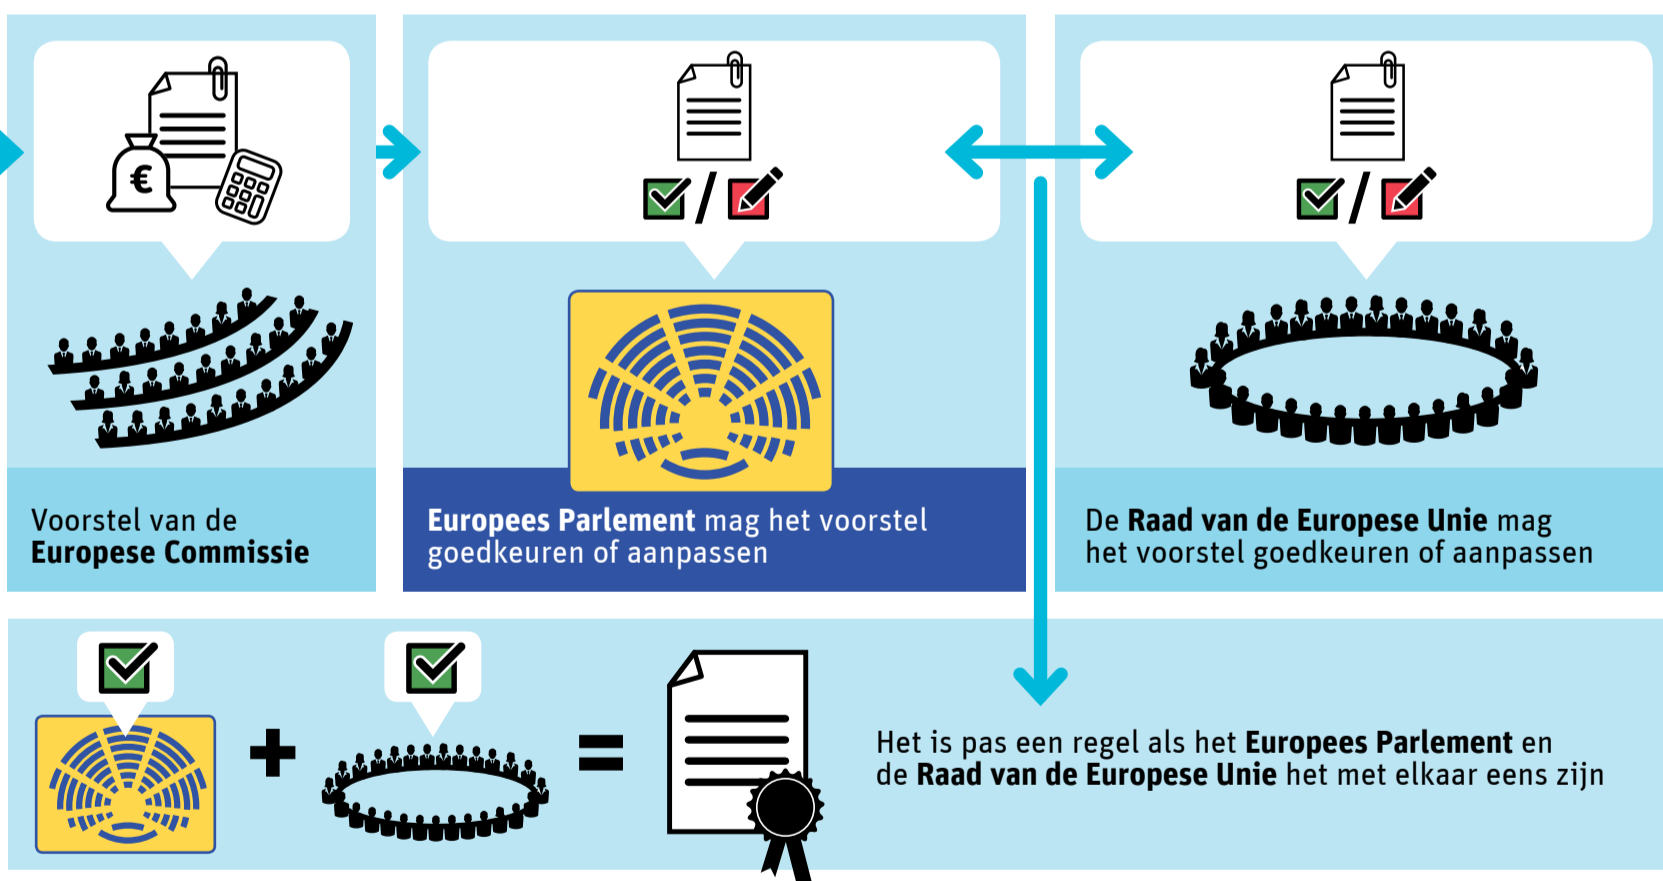 €
Voorstel van de
Europese Commissie
Europees Parlement mag het voorstel
goedkeuren of aanpassen
De Raad van de Europese Unie mag
het voorstel goedkeuren of aanpassen
Het is pas een regel als het Europees Parlement en
de Raad van de Europese Unie het met elkaar eens zijn